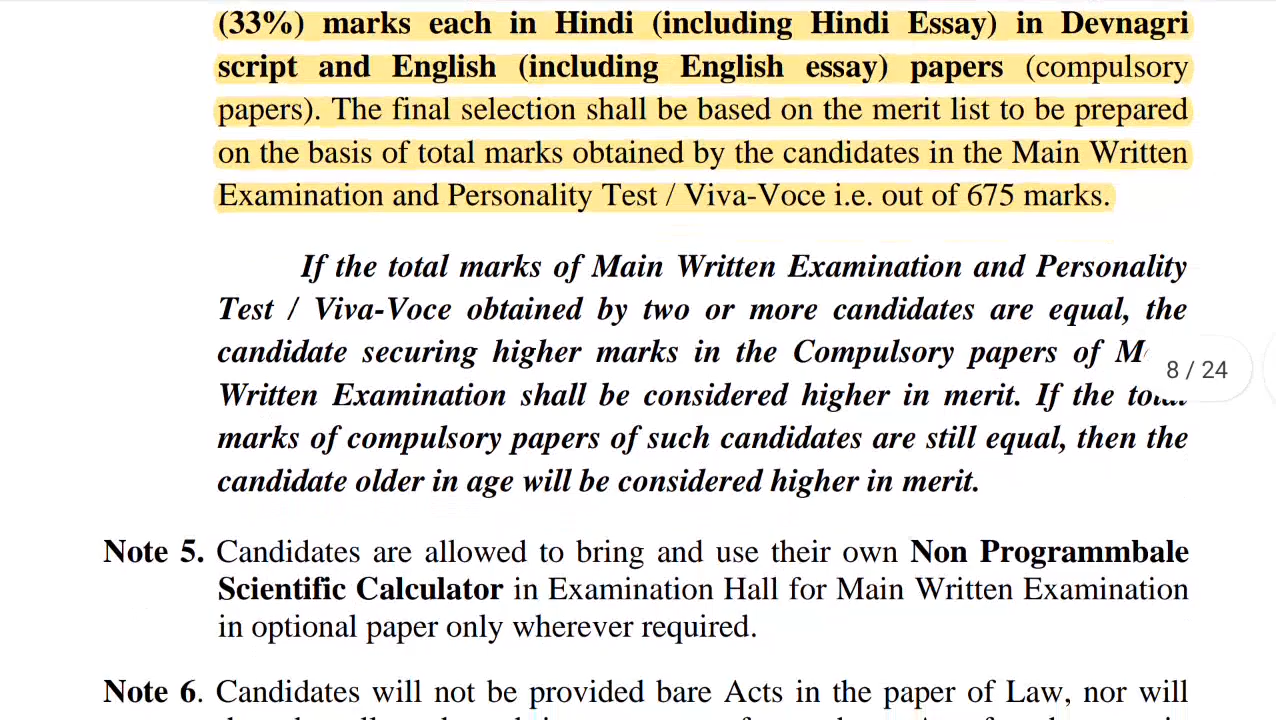 (33%) marks each in Hindi (including Hindi Essay) in Devnagri
script and English (including English essay) papers (compulsory
papers). The final selection shall be based on the merit list to be prepared
on the basis of total marks obtained by the candidates in the Main Written
Examination and Personality Test / Viva-Voce i.e. out of 675 marks.
If the total marks of Main Written Examination and Personality
Test / Viva-Voce obtained by two or more candidates are equal, the
candidate securing higher marks in the Compulsory papers of
8 / 24
Written Examination shall be considered higher in merit. If the total
marks of compulsory papers of such candidates are still equal, then the
candidate older in age will be considered higher in merit.
Note 5. Candidates are allowed to bring and use their own Non Programmbale
Scientific Calculator in Examination Hall for Main Written Examination
in optional paper only wherever required.
Note 6. Candidates will not be provided bare Acts in the paper of Law, nor will